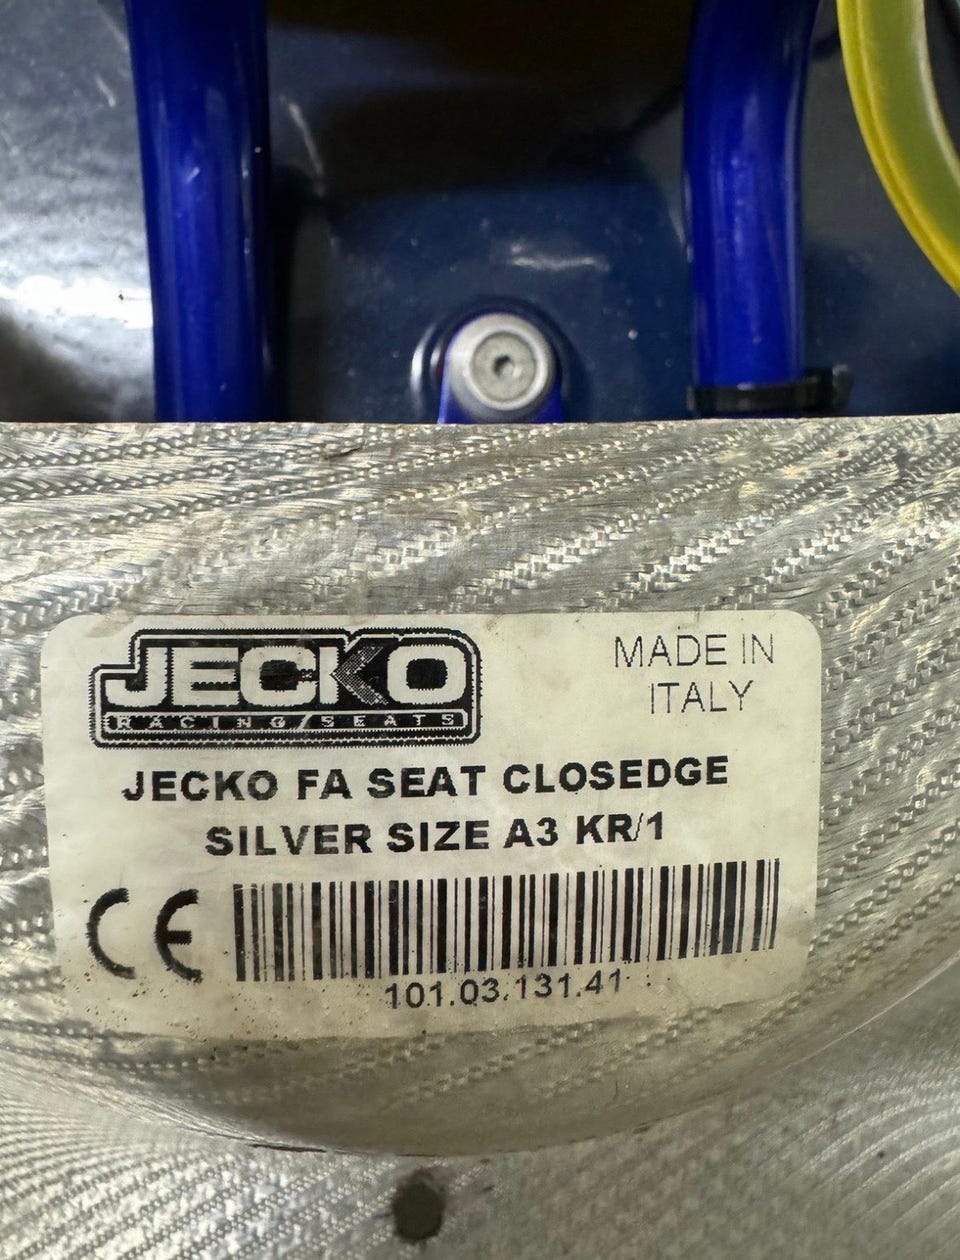 JECKO
RACING/SEATS
MADE IN
ITALY
JECKO FA SEAT CLOSEDGE
SILVER SIZE A3 KR/1
CE
101.03.131.41